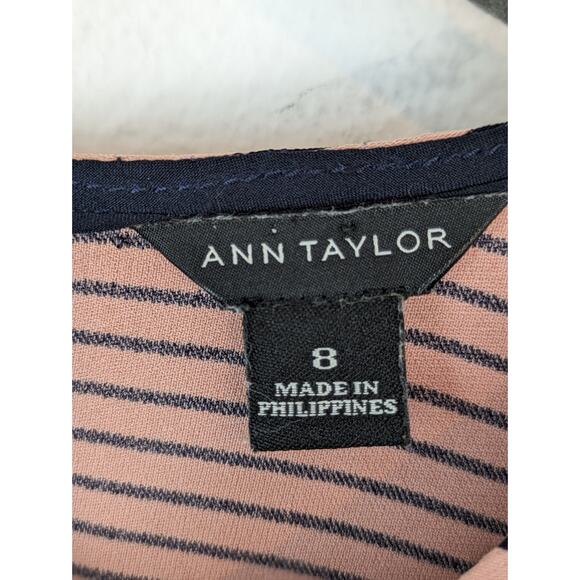 ANN TAYLOR
8
MADE IN
PHILIPPINES